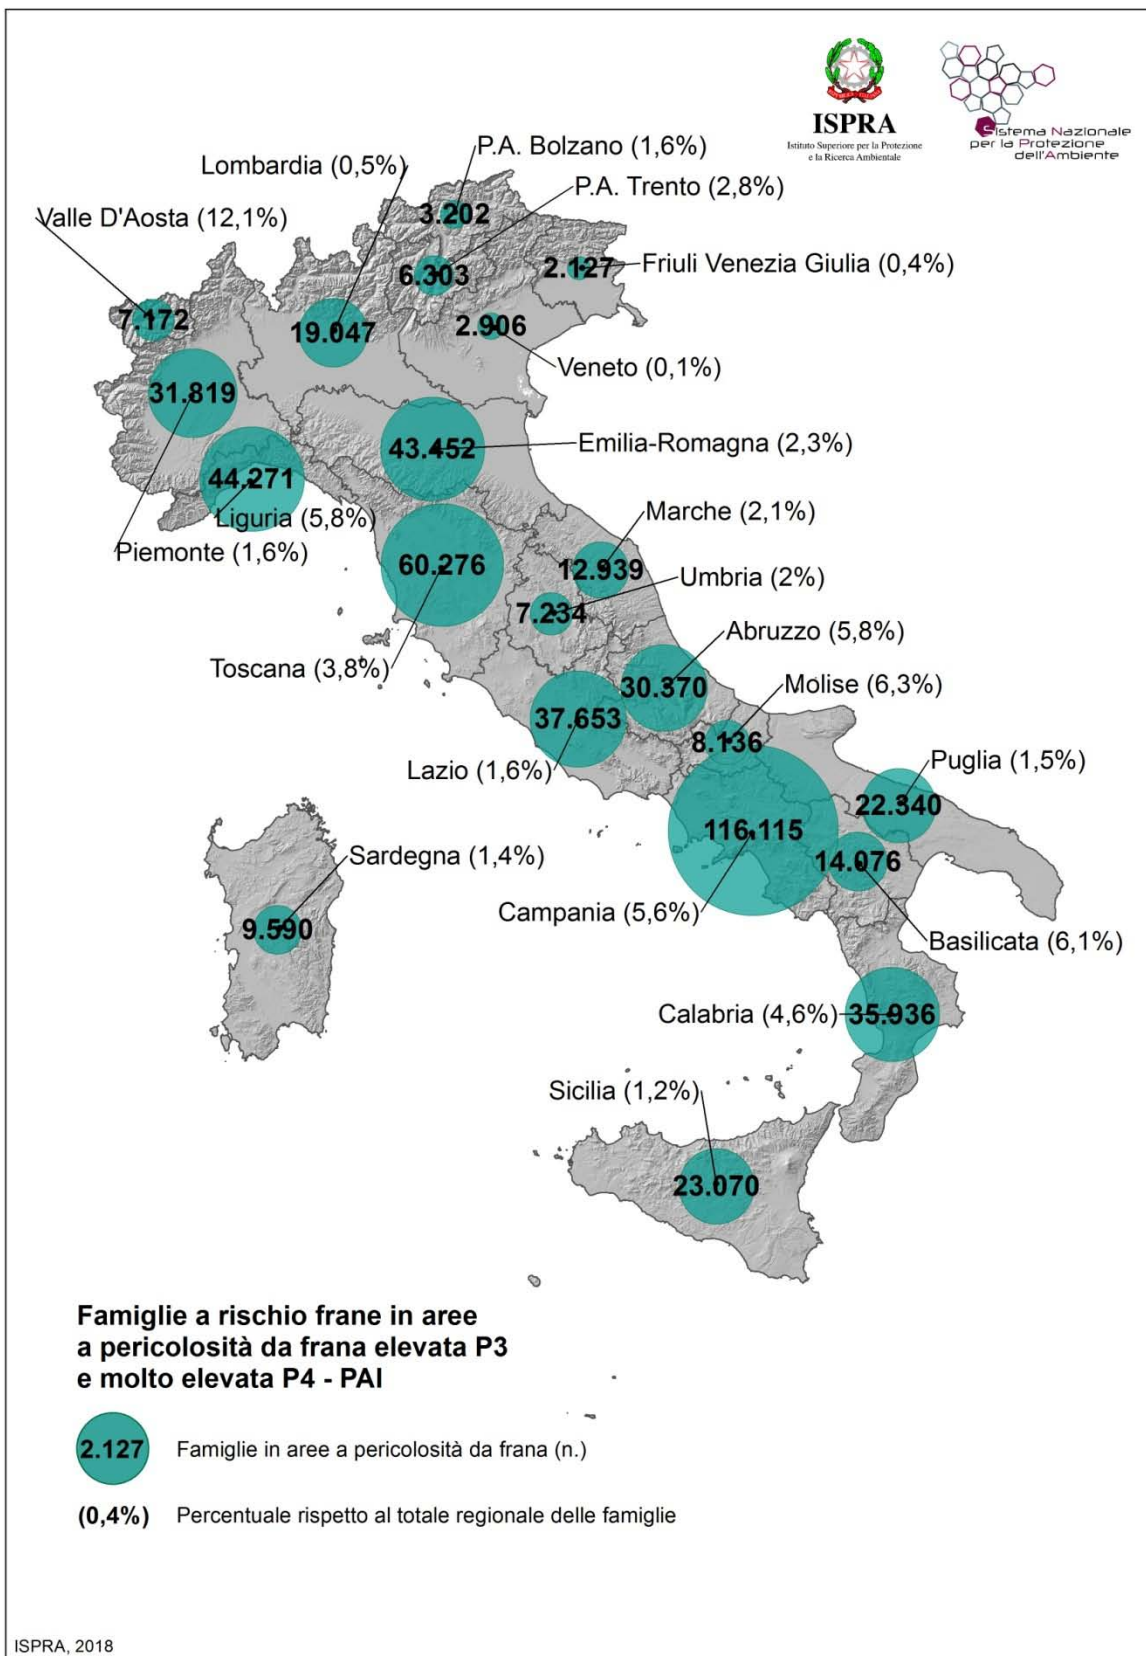 ISPRA
Istituto Superiore per la Protezione
e la Ricerca Ambientale
Sistema Nazionale
per la Protezione
dell'Ambiente
P.A. Bolzano (1,6%)
Lombardia (0,5%)
P.A. Trento (2,8%)
Valle D'Aosta (12,1%)
3.202
6.303
2.127
Friuli Venezia Giulia (0,4%)
7.172
19.047
2.906
Veneto (0,1%)
31.819
43.452
Emilia-Romagna (2,3%)
44.271
Liguria (5,8%)
Marche (2,1%)
Piemonte (1,6%)
60.276
12.939
Umbria (2%)
7.234
Abruzzo (5,8%)
Toscana (3,8%)
30.370
Molise (6,3%)
37.653
8.136
Lazio (1,6%)
Puglia (1,5%)
22.340
116.115
Sardegna (1,4%)
14.076
Campania (5,6%)
9.590
Basilicata (6,1%)
Calabria (4,6%)
35.936
Sicilia (1,2%)
23.070
Famiglie a rischio frane in aree
a pericolosità da frana elevata P3
e molto elevata P4 - PAI
2.127
Famiglie in aree a pericolosità da frana (n.)
(0,4%)
Percentuale rispetto al totale regionale delle famiglie
ISPRA, 2018